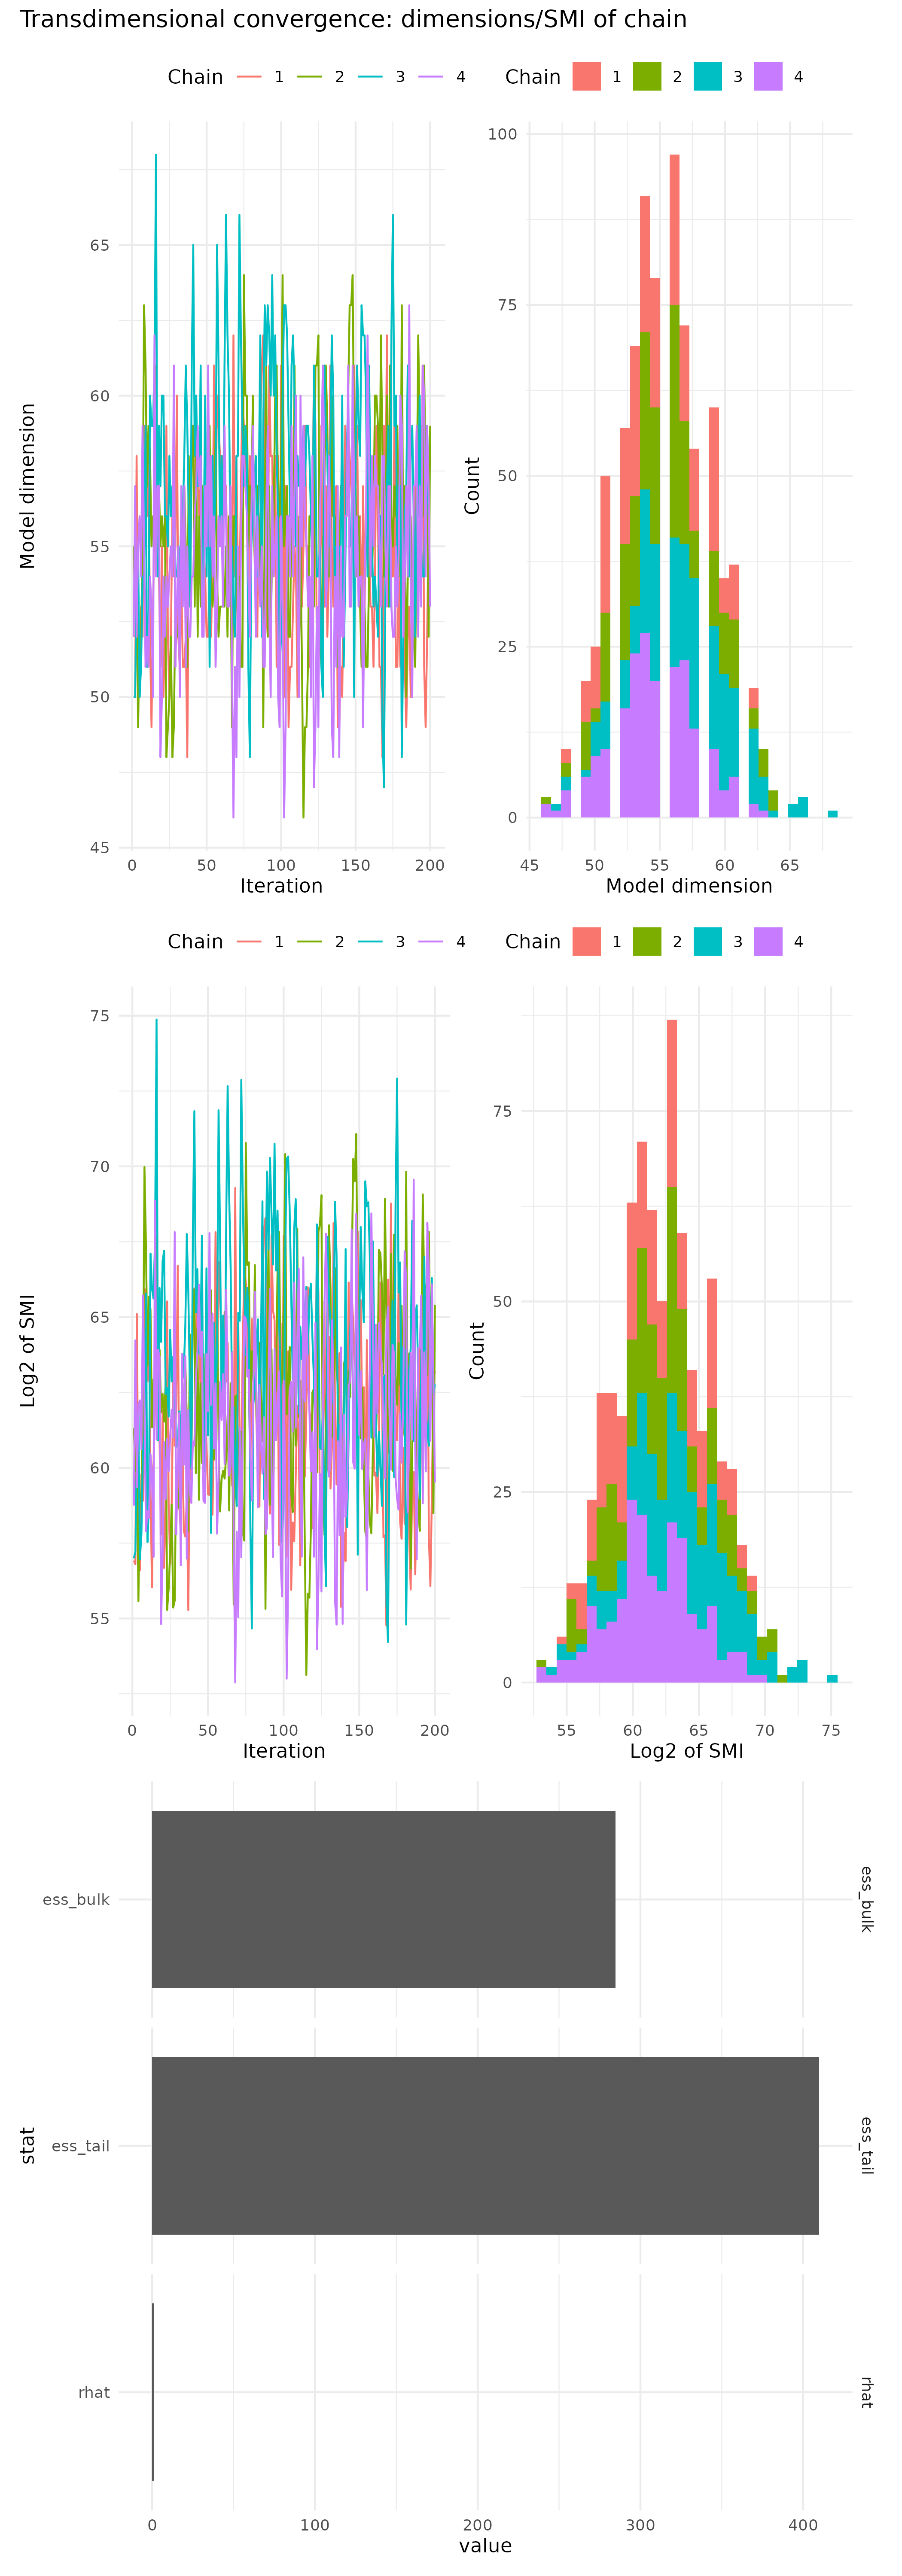 Transdimensional convergence: dimensions/SMI of chain
Chain 1 2 3 4
Chain 1 2 3 4
Model dimension
65
60
55
50
45
0 50 100 150 200
Iteration
Count
100
75
50
25
0
45 50 55 60 65
Model dimension
Chain 1 2 3 4
Chain 1 2 3 4
Log2 of SMI
75
70
65
60
55
0 50 100 150 200
Iteration
Count
75
50
25
0
55 60 65 70 75
Log2 of SMI
stat
ess_bulk
ess_bulk
ess_tail
ess_tail
rhat
rhat
0 100 200 300 400
value